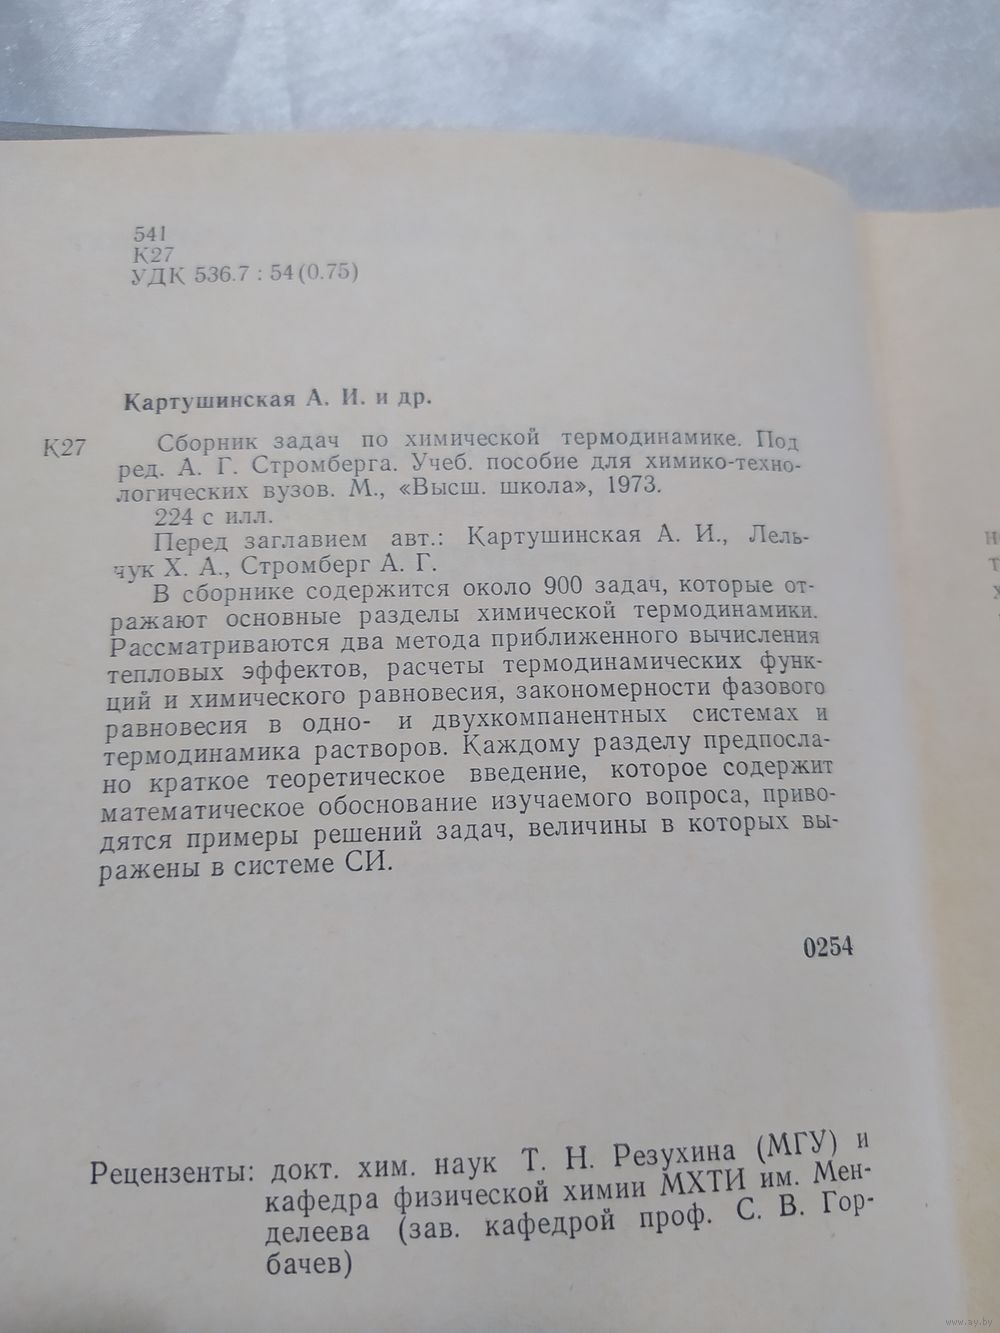 541
К27
УДК 536.7 : 54(0.75)
Картушинская А. И. и др.
К27 Сборник задач по химической термодинамике. Под
ред. А. Г. Стромберга. Учеб. пособие для химико-техно-
логических вузов. М., «Высш. школа», 1973.
224 с илл.
Перед заглавием авт.: Картушинская А. И., Лель-
чук Х. А., Стромберг А. Г.
В сборнике содержится около 900 задач, которые от-
ражают основные разделы химической термодинамики.
Рассматриваются два метода приближенного вычисления
тепловых эффектов, расчеты термодинамических функ-
ций и химического равновесия, закономерности фазового
равновесия в одно- и двухкомпанентных системах и
термодинамика растворов. Каждому разделу предпосла-
но краткое теоретическое введение, которое содержит
математическое обоснование изучаемого вопроса, приво-
дятся примеры решений задач, величины в которых вы-
ражены в системе СИ.
0254
Рецензенты: докт. хим. наук Т. Н. Резухина (МГУ) и
кафедра физической химии МХТИ им. Мен-
делеева (зав. кафедрой проф. С. В. Гор-
бачев)
www.ay.by